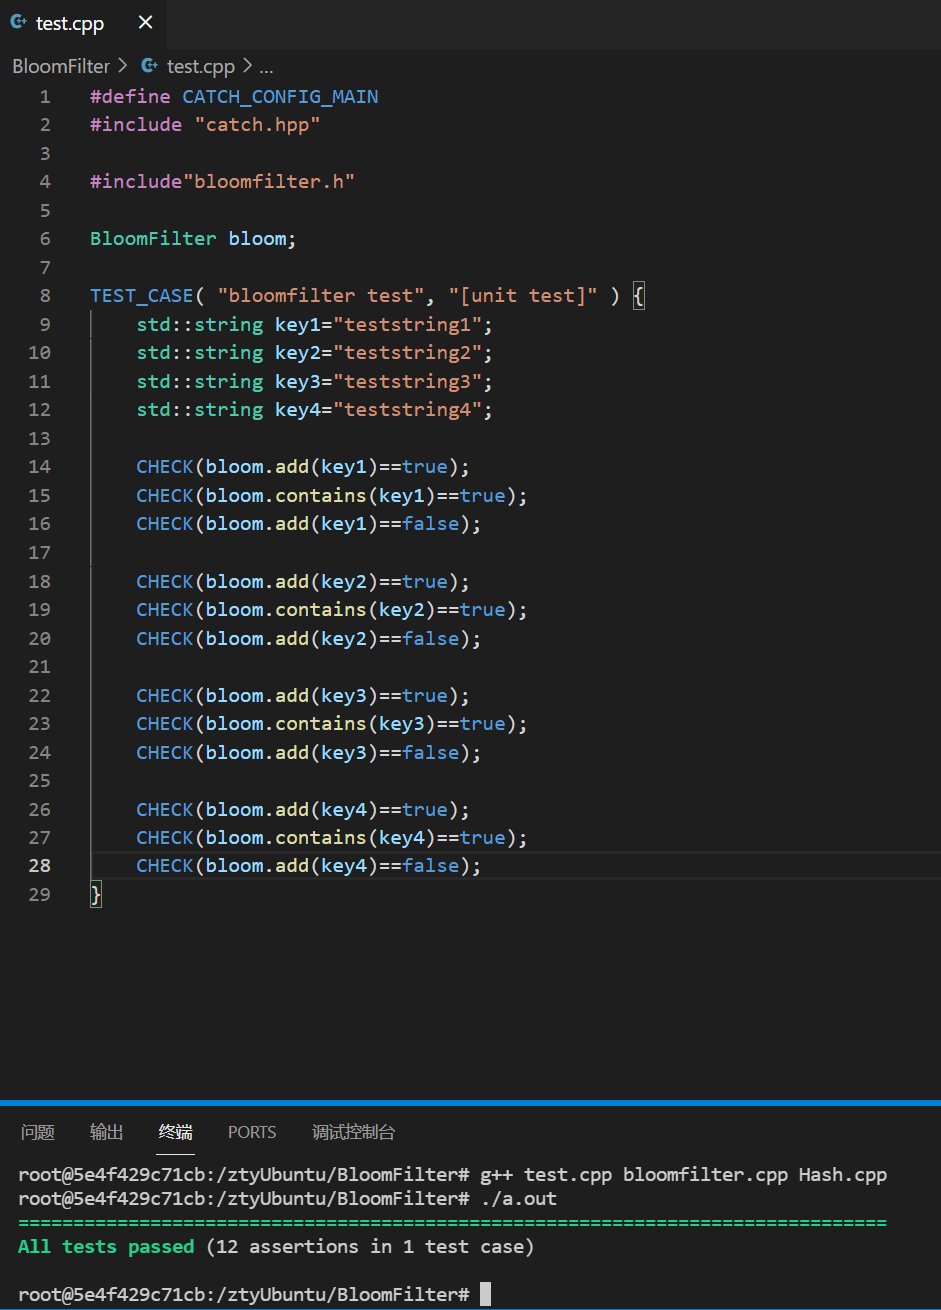 test.cpp
BloomFilter > test.cpp > ...
1 #define CATCH_CONFIG_MAIN
2 #include "catch.hpp"
3
4 #include"bloomfilter.h"
5
6 BloomFilter bloom;
7
8 TEST_CASE( "bloomfilter test", "[unit test]" ) {
9     std::string key1="teststring1";
10     std::string key2="teststring2";
11     std::string key3="teststring3";
12     std::string key4="teststring4";
13
14     CHECK(bloom.add(key1)==true);
15     CHECK(bloom.contains(key1)==true);
16     CHECK(bloom.add(key1)==false);
17
18     CHECK(bloom.add(key2)==true);
19     CHECK(bloom.contains(key2)==true);
20     CHECK(bloom.add(key2)==false);
21
22     CHECK(bloom.add(key3)==true);
23     CHECK(bloom.contains(key3)==true);
24     CHECK(bloom.add(key3)==false);
25
26     CHECK(bloom.add(key4)==true);
27     CHECK(bloom.contains(key4)==true);
28     CHECK(bloom.add(key4)==false);
29 }
问题 输出 终端 PORTS 调试控制台
root@5e4f429c71cb:/ztyUbuntu/BloomFilter# g++ test.cpp bloomfilter.cpp Hash.cpp
root@5e4f429c71cb:/ztyUbuntu/BloomFilter# ./a.out
===============================================================================
All tests passed (12 assertions in 1 test case)
root@5e4f429c71cb:/ztyUbuntu/BloomFilter#